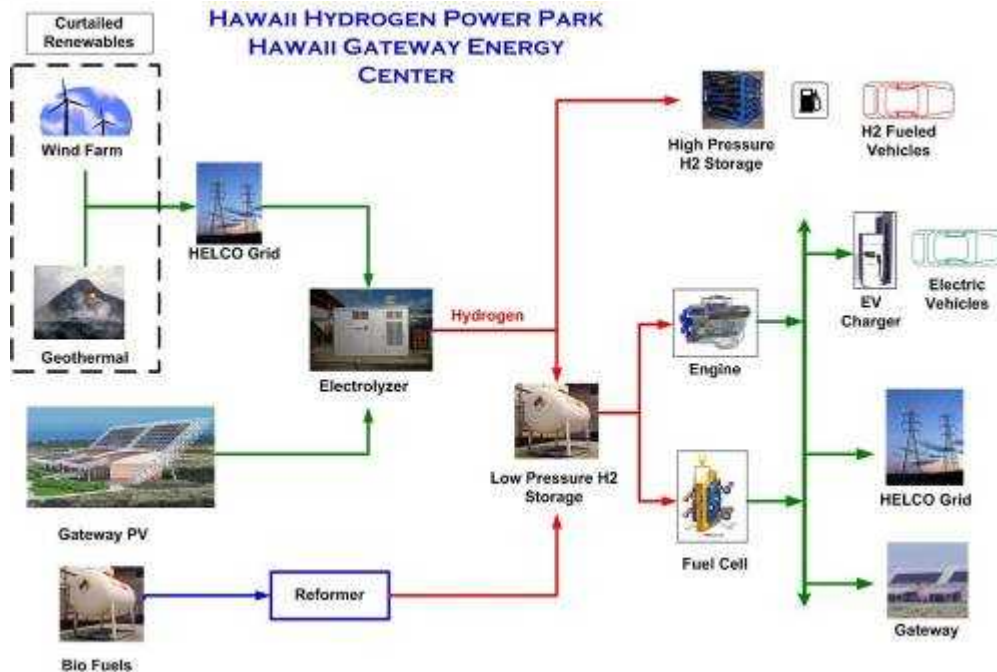 HAWAII HYDROGEN POWER PARK
HAWAII GATEWAY ENERGY
CENTER
Curtailed
Renewables
Wind Farm
HELCO Grid
Geothermal
Electrolyzer
Hydrogen
High Pressure
H2 Storage
H2 Fueled
Vehicles
EV
Charger
Electric
Vehicles
Engine
Low Pressure H2
Storage
HELCO Grid
Gateway PV
Fuel Cell
Reformer
Gateway
Bio Fuels